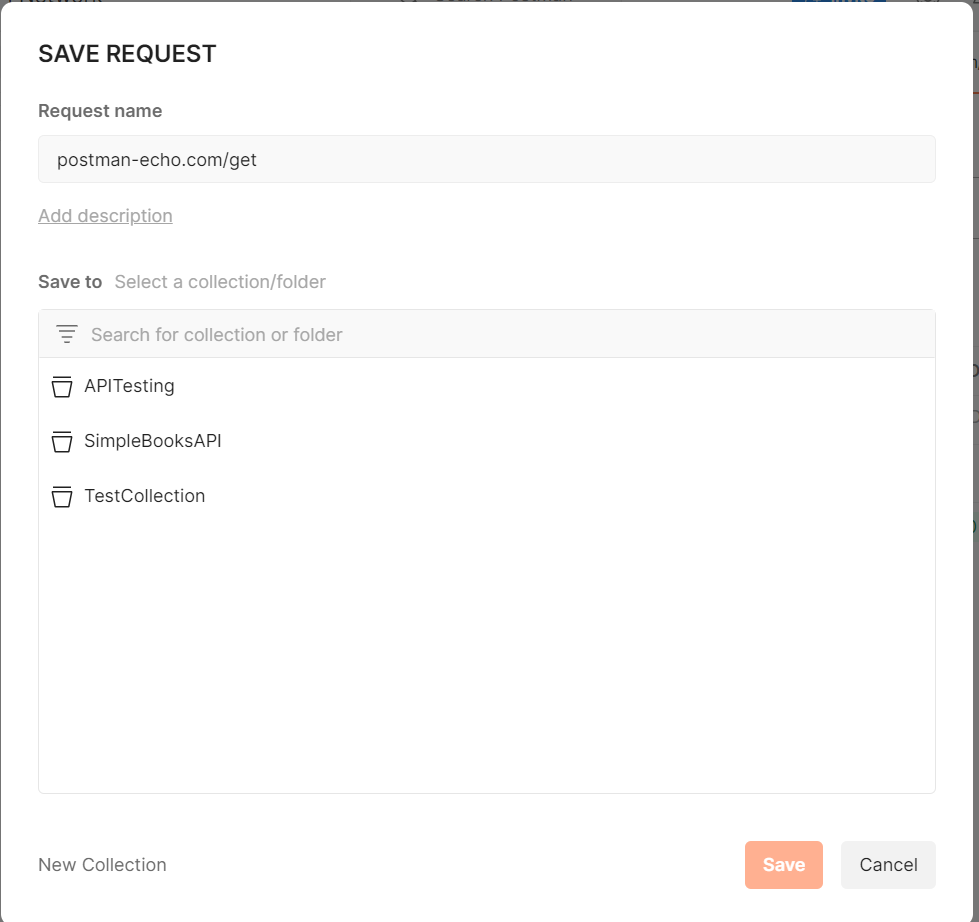 SAVE REQUEST
Request name
postman-echo.com/get
Add description
Save to Select a collection/folder
Search for collection or folder
APITesting
SimpleBooksAPI
TestCollection
New Collection Save Cancel